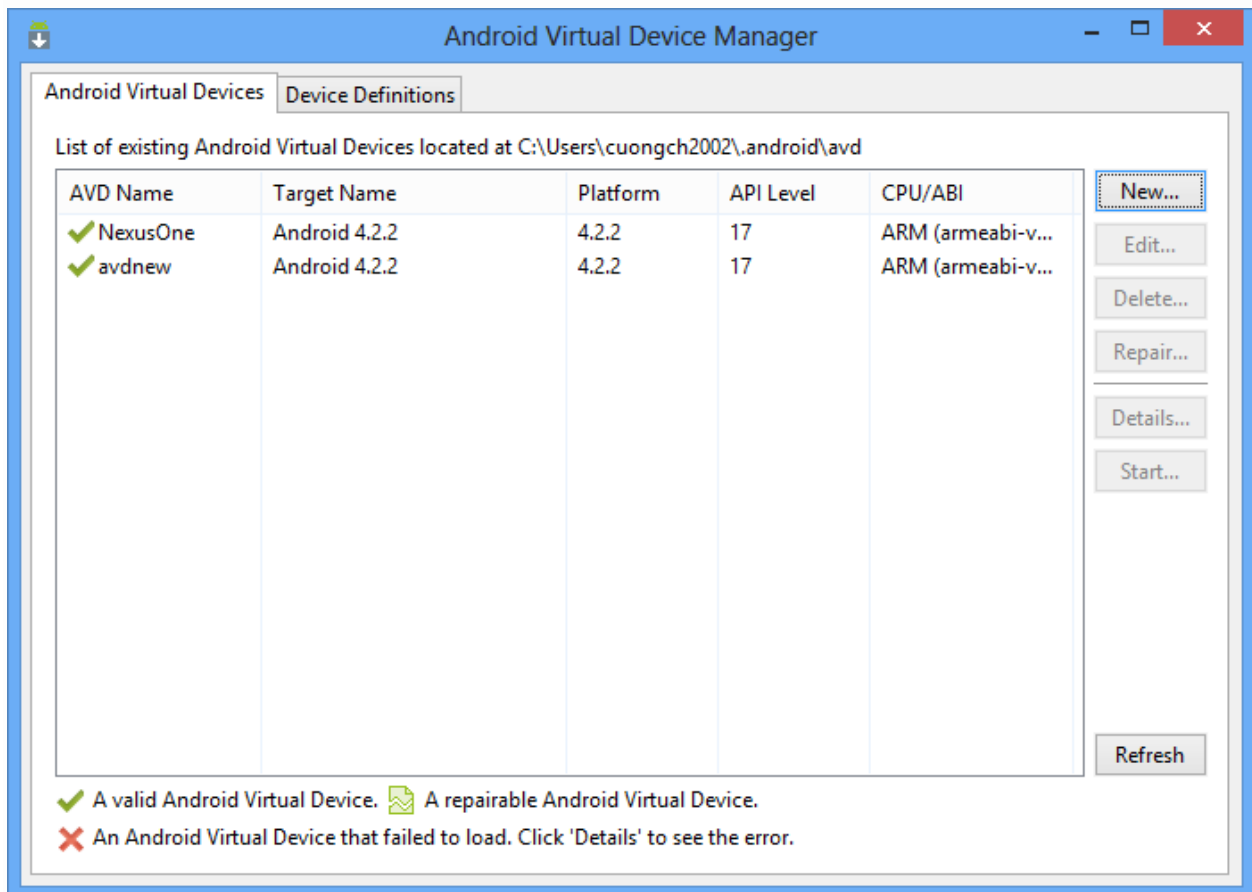 Android Virtual Device Manager
Android Virtual Devices
Device Definitions
List of existing Android Virtual Devices located at C:\Users\cuongch2002\.android\avd
AVD Name Target Name Platform API Level CPU/ABI
NexusOne Android 4.2.2 4.2.2 17 ARM (armeabi-v...
avdnew Android 4.2.2 4.2.2 17 ARM (armeabi-v...
New...
Edit...
Delete...
Repair...
Details...
Start...
Refresh
A valid Android Virtual Device. A repairable Android Virtual Device.
An Android Virtual Device that failed to load. Click 'Details' to see the error.